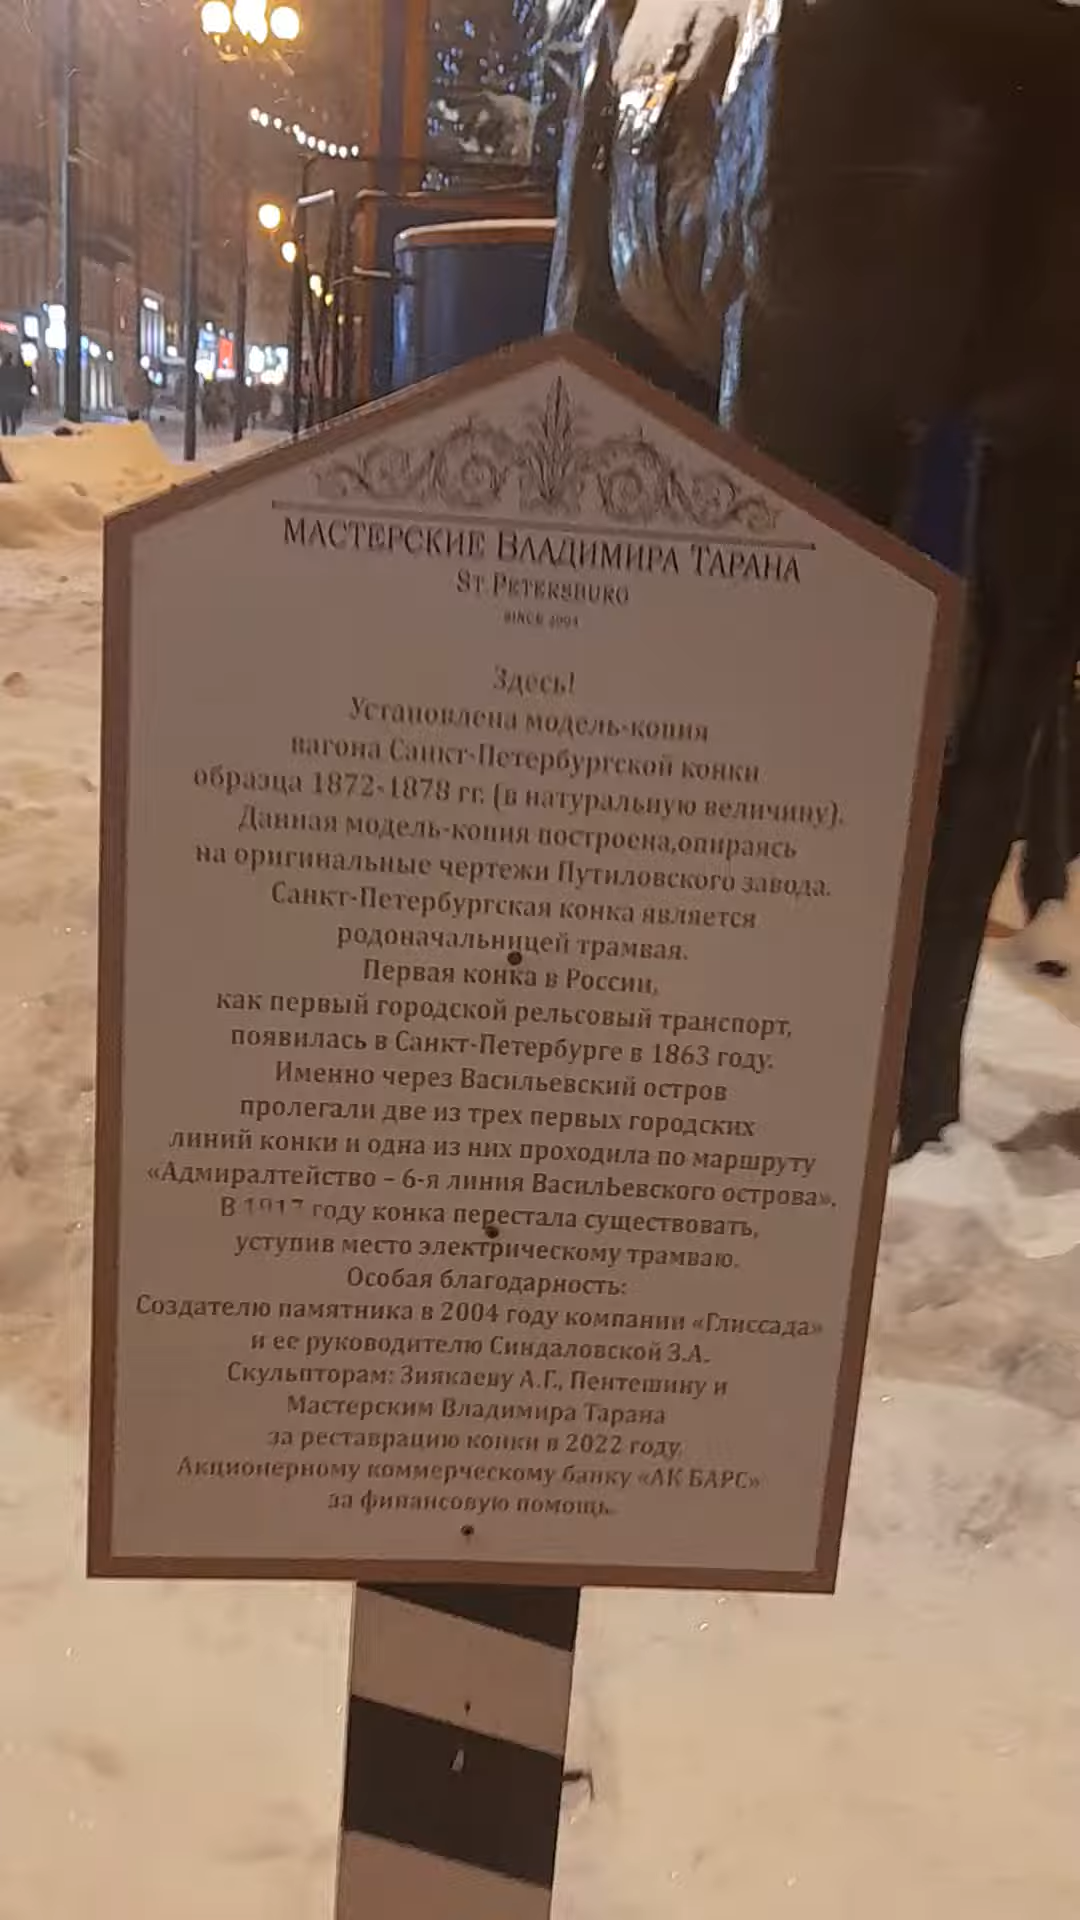 МАСТЕРСКИЕ ВЛАДИМИРА ТАРАНА
ST. PETERSBURG
SINCE
Здесь!
Установлена модель-копия
вагона Санкт-Петербургской конки
образца 1872-1878 гг. (в натуральную величину).
Данная модель-копия построена,опираясь
на оригинальные чертежи Путиловского завода.
Санкт-Петербургская конка является
родоначальницей трамвая.
Первая конка в России,
как первый городской рельсовый транспорт,
появилась в Санкт-Петербурге в 1863 году.
Именно через Васильевский остров
пролегали две из трех первых городских
линий конки и одна из них проходила по маршруту
«Адмиралтейство – 6-я линия ВасилЬевского острова».
В 1917 году конка перестала существовать,
уступив место электрическому трамваю.
Особая благодарность:
Создателю памятника в 2004 году компании «Глиссада»
и ее руководителю Синдаловской З.А.
Скульпторам: Зиякаеву А.Г., Пентешину и
Мастерским Владимира Тарана
за реставрацию конки в 2022 году.
Акционерному коммерческому банку «АК БАРС»
за финансовую помощь.